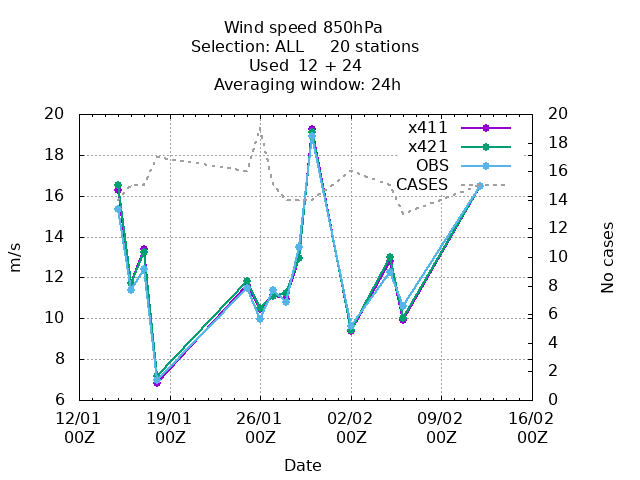 Wind speed 850hPa
Selection: ALL     20 stations
Used  12 + 24
Averaging window: 24h
20
18
16
14
12
10
8
6
m/s
20
18
16
14
12
10
8
6
4
2
0
No cases
x411
x421
OBS
CASES
12/01 19/01 26/01 02/02 09/02 16/02
00Z 00Z 00Z 00Z 00Z 00Z
Date